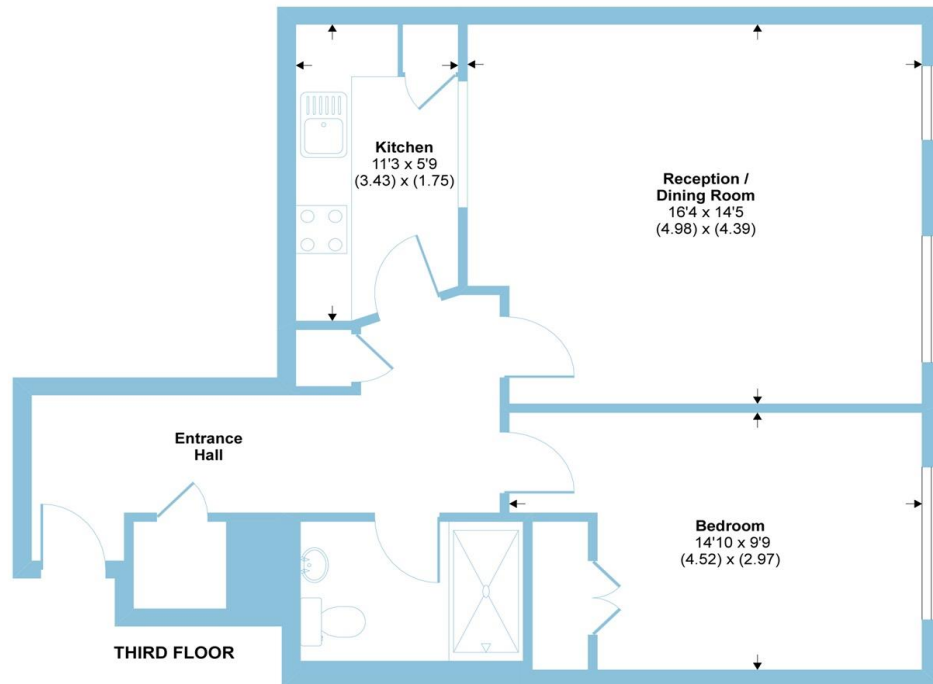 Kitchen
11'3 x 5'9
(3.43) x (1.75)
Reception /
Dining Room
16'4 x 14'5
(4.98) x (4.39)
Entrance
Hall
Bedroom
14'10 x 9'9
(4.52) x (2.97)
THIRD FLOOR